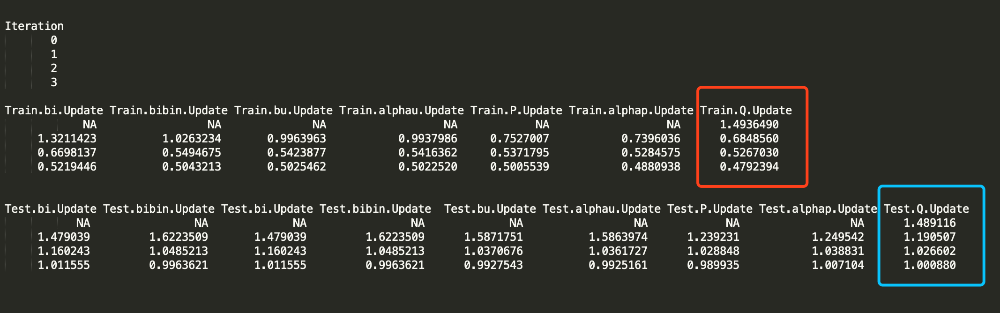 Iteration
0
1
2
3
Train.bi.Update Train.bibin.Update Train.bu.Update Train.alphau.Update Train.P.Update Train.alphap.Update Train.Q.Update
NA NA NA NA NA NA 1.4936490
1.3211423 1.0263234 0.9963963 0.9937986 0.7527007 0.7396036 0.6848560
0.6698137 0.5494675 0.5423877 0.5416362 0.5371795 0.5284575 0.5267030
0.5219446 0.5043213 0.5025462 0.5022520 0.5005539 0.4880938 0.4792394
Test.bi.Update Test.bibin.Update Test.bi.Update Test.bibin.Update Test.bu.Update Test.alphau.Update Test.P.Update Test.alphap.Update Test.Q.Update
NA NA NA NA NA NA NA NA 1.489116
1.479039 1.6223509 1.479039 1.6223509 1.5871751 1.5863974 1.239231 1.249542 1.190507
1.160243 1.0485213 1.160243 1.0485213 1.0370676 1.0361727 1.028848 1.038831 1.026602
1.011555 0.9963621 1.011555 0.9963621 0.9927543 0.9925161 0.989935 1.007104 1.000880